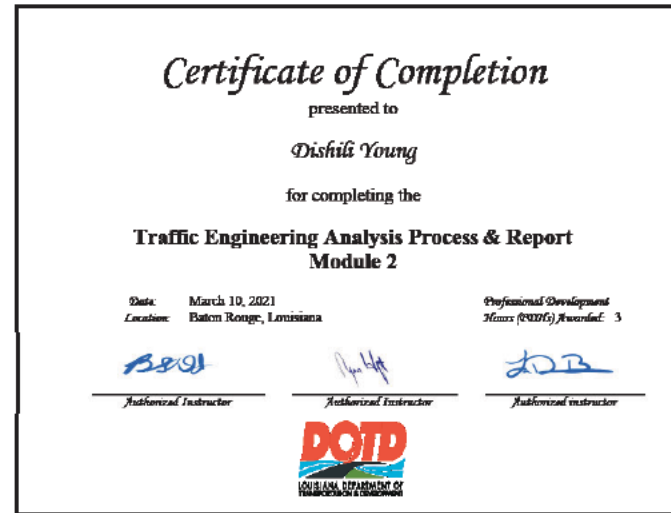 Certificate of Completion
presented to
Dishili Young
for completing the
Traffic Engineering Analysis Process & Report
Module 2
Date: March 10, 2021
Location: Baton Rouge, Louisiana
Professional Development
Hours (PDHs) Awarded: 3
Authorized Instructor
Authorized Instructor
Authorized instructor
DOTD
LOUISIANA DEPARTMENT OF
TRANSPORTATION & DEVELOPMENT